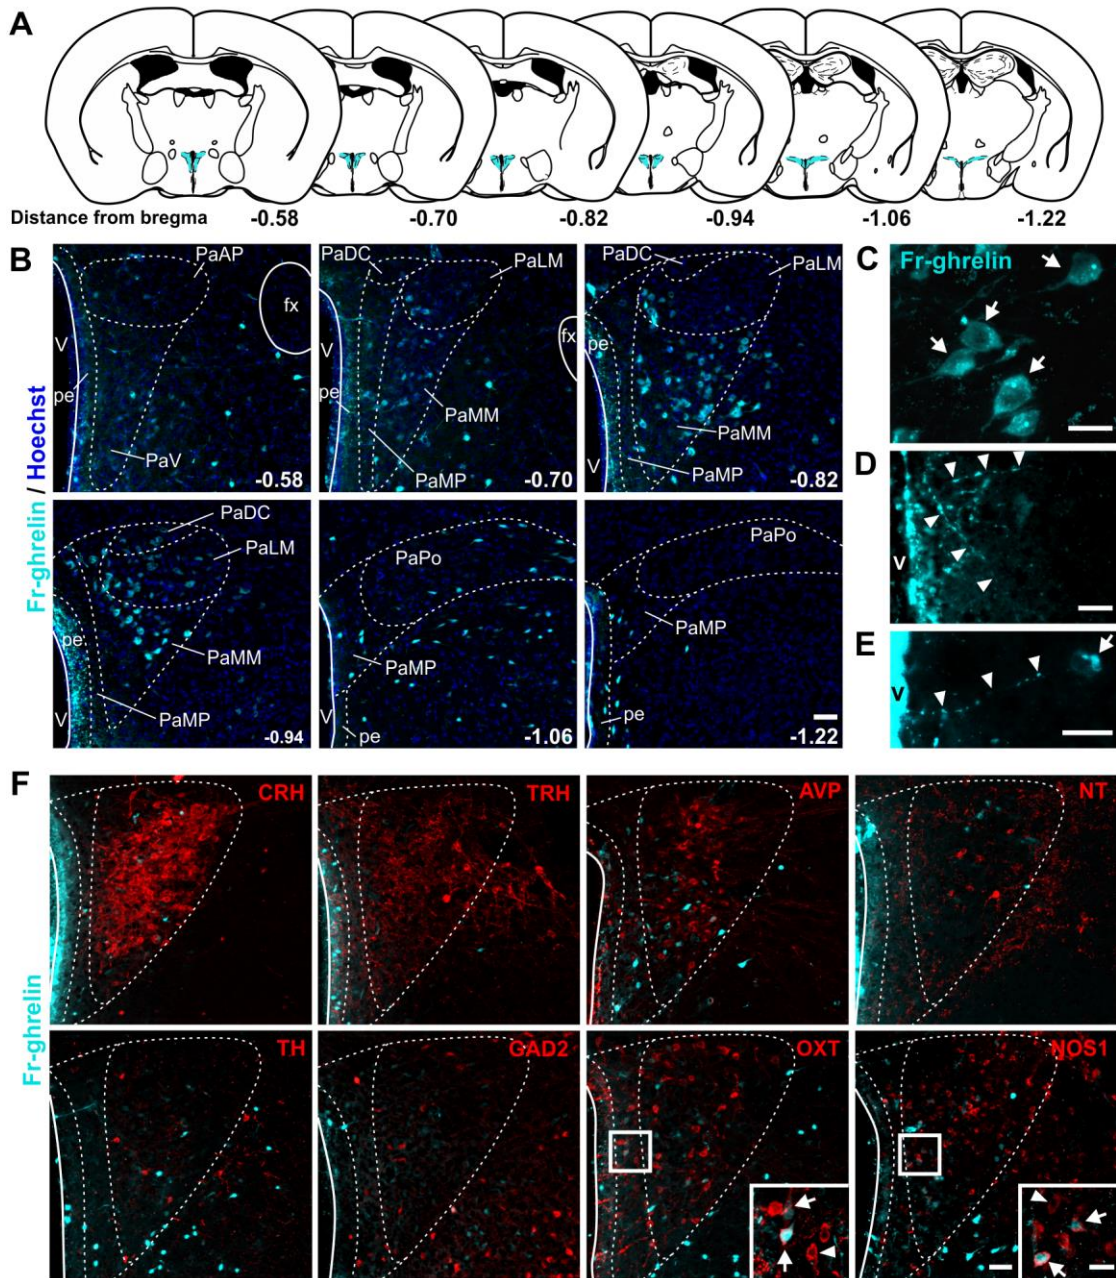 A
Distance from bregma -0.58 -0.70 -0.82 -0.94 -1.06 -1.22
B
Fr-ghrelin / Hoechst
PaAP
fx
V
pe
PaV
-0.58
PaDC
PaLM
fx
pe
PaMM
V
PaMP
-0.70
PaDC
PaLM
pe
PaMM
V
PaMP
-0.82
PaDC
PaLM
pe
PaMM
V
PaMP
-0.94
PaPo
PaMP
V
pe
-1.06
PaPo
PaMP
pe
-1.22
C
Fr-ghrelin
D
V
E
V
F
Fr-ghrelin
CRH
TRH
AVP
NT
TH
GAD2
OXT
NOS1